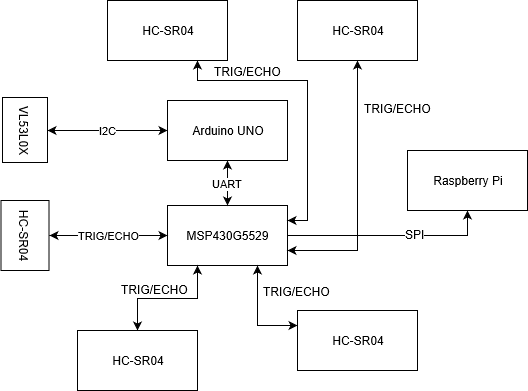 HC-SR04
HC-SR04
TRIG/ECHO
TRIG/ECHO
VL53L0X
I2C
Arduino UNO
UART
Raspberry Pi
HC-SR04
TRIG/ECHO
MSP430G5529
SPI
TRIG/ECHO
TRIG/ECHO
HC-SR04
HC-SR04